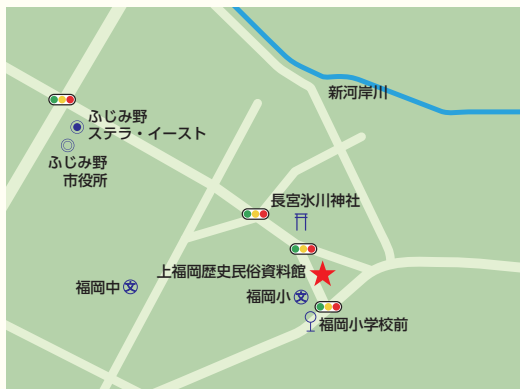 新河岸川
ふじみ野
ステラ・イースト
ふじみ野
市役所
長宮氷川神社
上福岡歴史民俗資料館
福岡中
文
福岡小
文
福岡小学校前